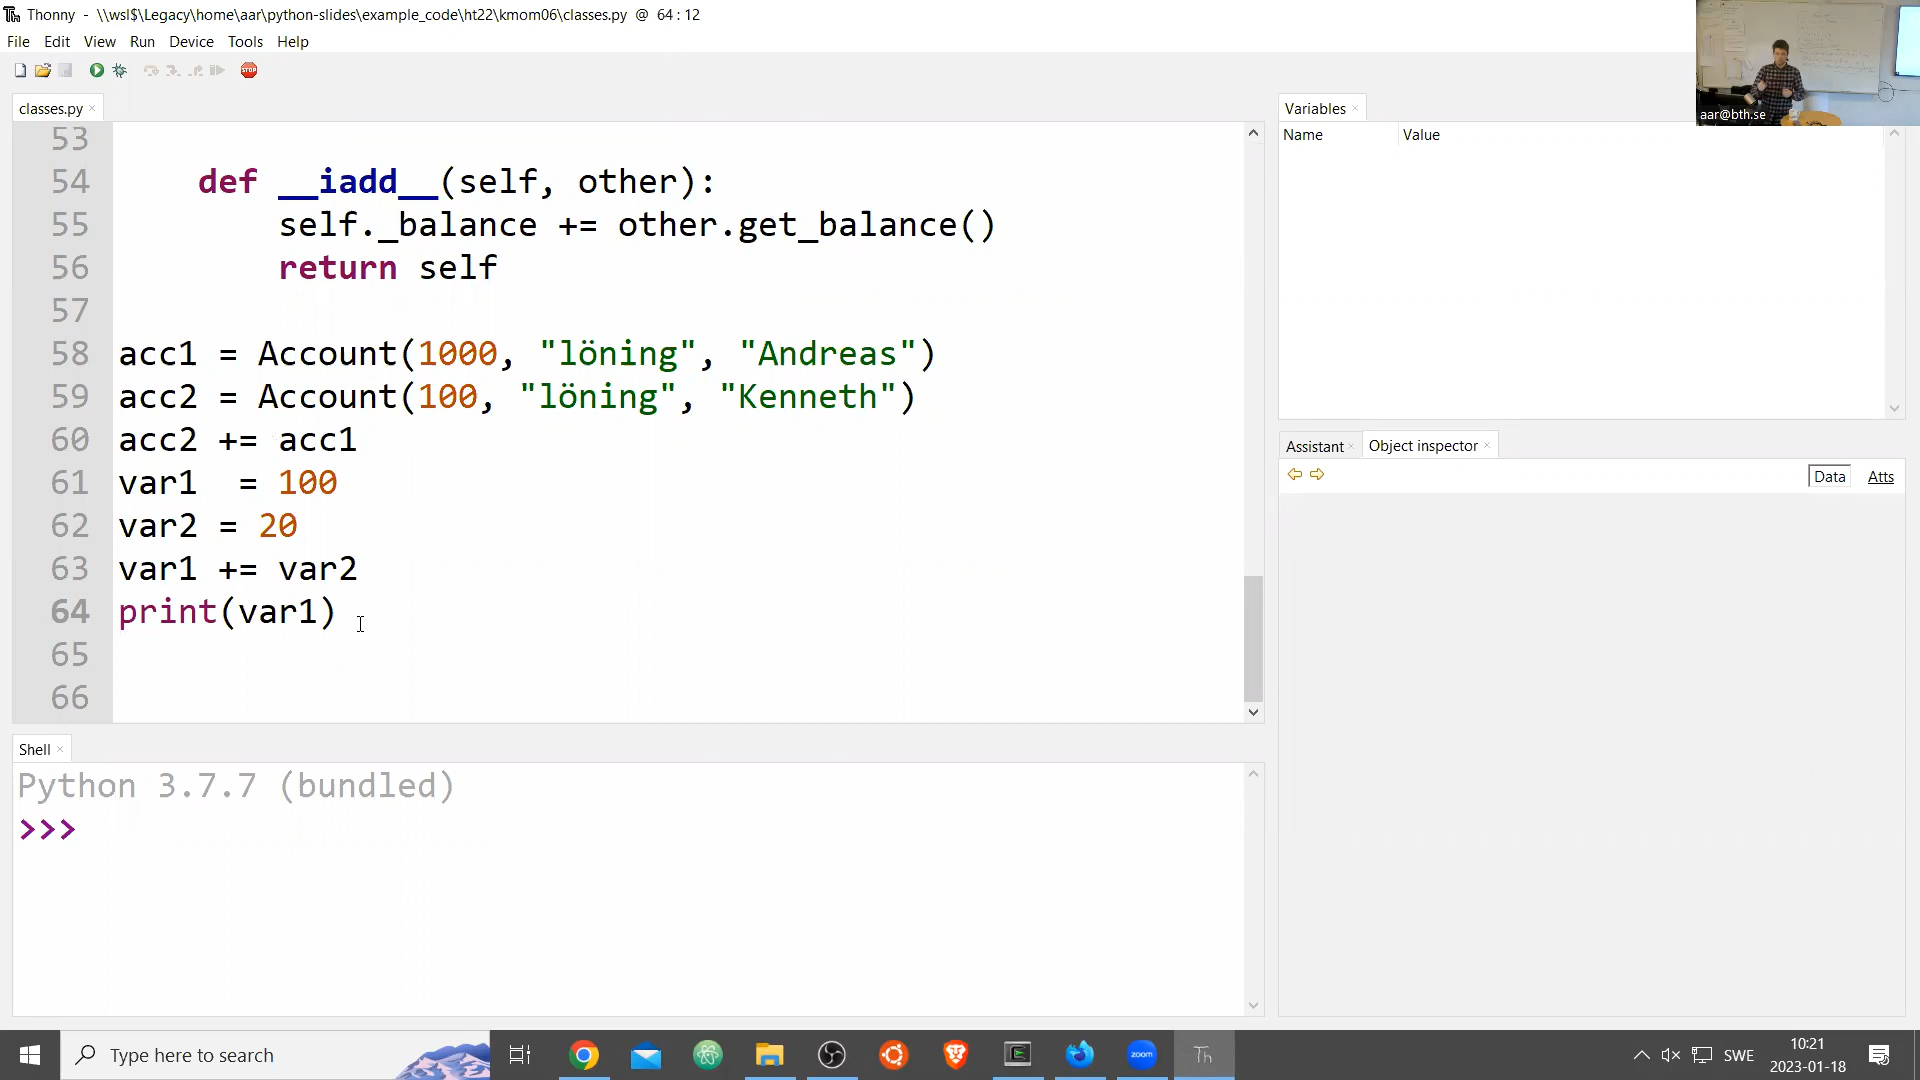 Thonny - \\wsl$\Legacy\home\aar\python-slides\example_code\ht22\kmom06\classes.py @ 64 : 12
File Edit View Run Device Tools Help
STOP
aar@bth.se
classes.py
53
54 def __iadd__(self, other):
55 self._balance += other.get_balance()
56 return self
57
58 acc1 = Account(1000, "löning", "Andreas")
59 acc2 = Account(100, "löning", "Kenneth")
60 acc2 += acc1
61 var1  = 100
62 var2 = 20
63 var1 += var2
64 print(var1)
65
66
Variables
Name Value
Assistant Object inspector
Data Atts
Shell
Python 3.7.7 (bundled)
>>>
Type here to search
zoom
Th
SWE
10:21
2023-01-18